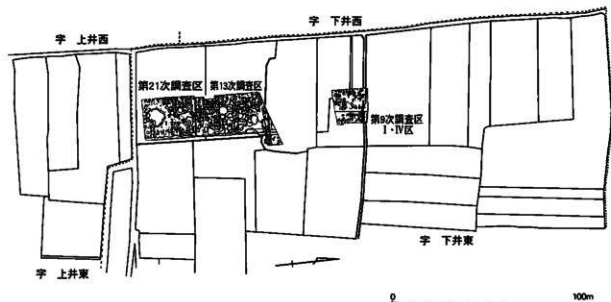 字 上井西
字 下井西
第21次調査区 第13次調査区
第9次調査区
I・IV区
字 上井東
字 下井東
0 100m